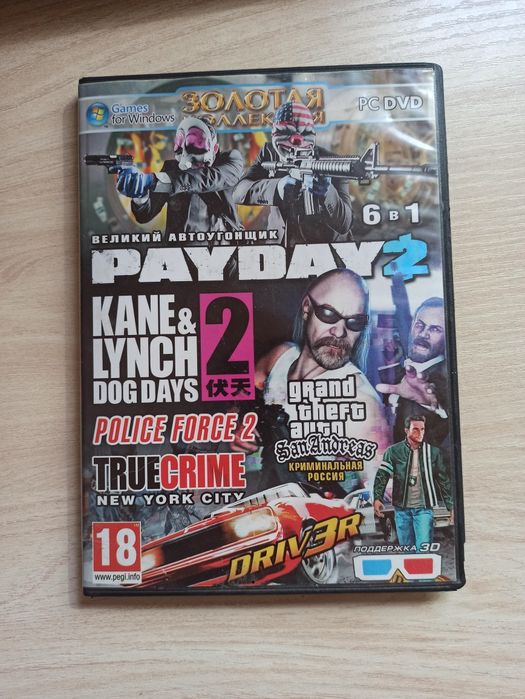 Games
for Windows
ЗОЛОТАЯ
КОЛЛЕКЦИЯ
PC DVD
6 в 1
ВЕЛИКИЙ АВТОУГОНЩИК
PAYDAY 2
KANE &
LYNCH
DOG DAYS
2
伏天
grand
theft
auto
San Andreas
КРИМИНАЛЬНАЯ
РОССИЯ
POLICE FORCE 2
TRUE CRIME
NEW YORK CITY
DRIV3R
18
www.pegi.info
ПОДДЕРЖКА 3D